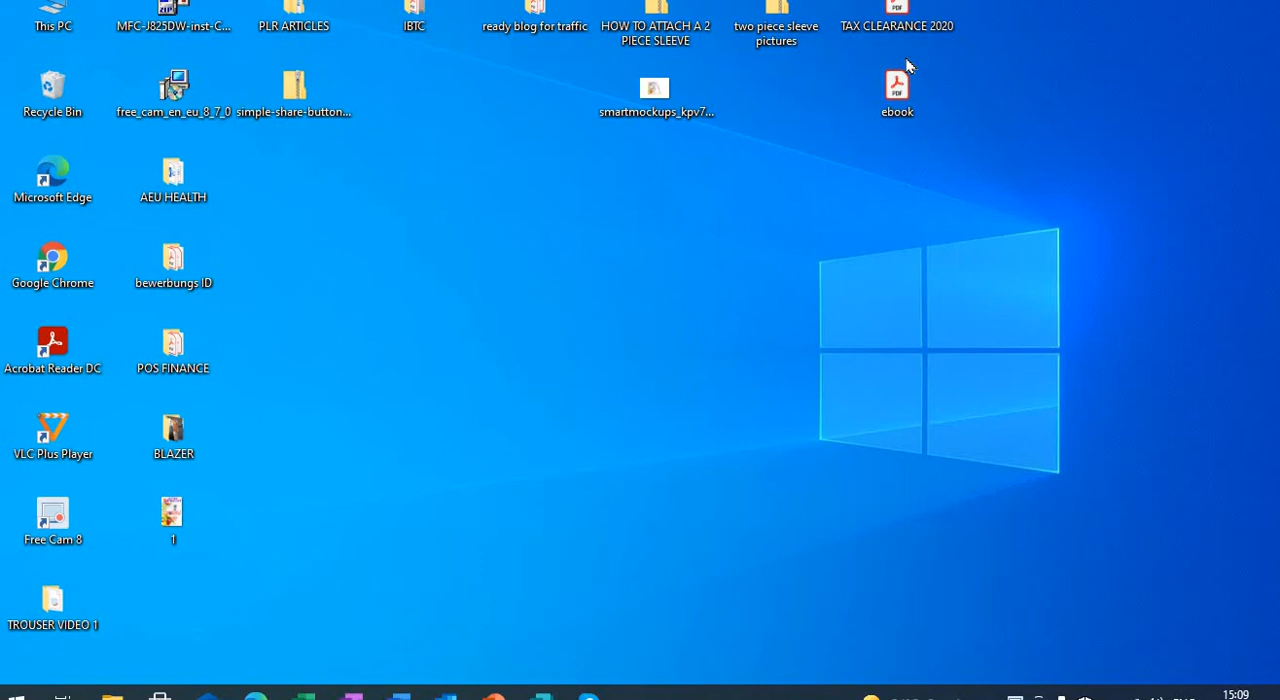 This PC
MFC-J825DW-inst-C...
PLR ARTICLES
IBTC
ready blog for traffic
HOW TO ATTACH A 2
PIECE SLEEVE
two piece sleeve
pictures
TAX CLEARANCE 2020
Recycle Bin
free_cam_en_eu_8_7_0
simple-share-button...
smartmockups_kpv7...
ebook
Microsoft Edge
AEU HEALTH
Google Chrome
bewerbungs ID
Acrobat Reader DC
POS FINANCE
VLC Plus Player
BLAZER
Free Cam 8
1
TROUSER VIDEO 1
15:09